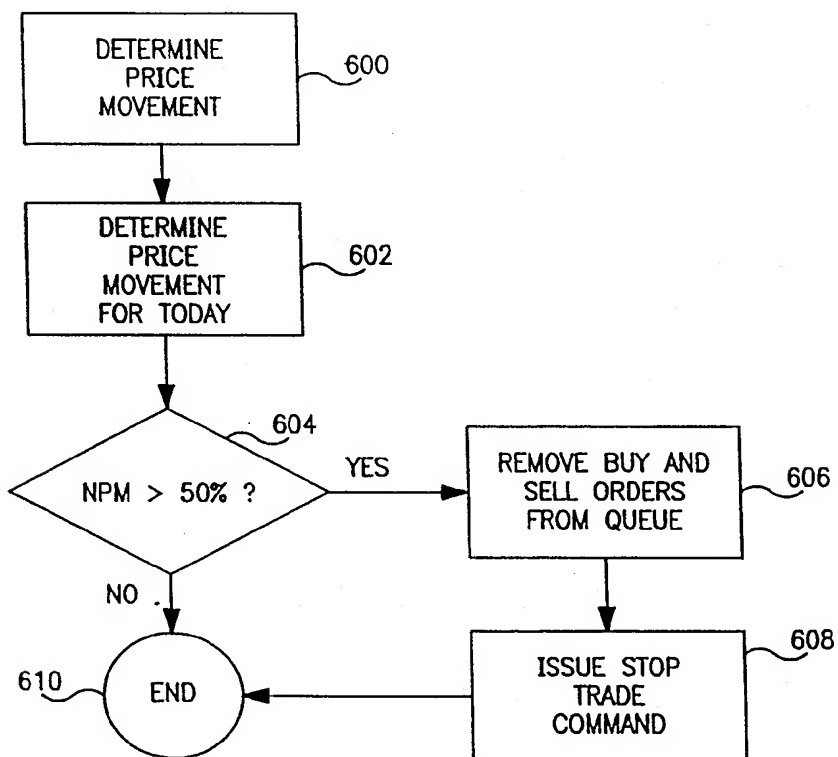 DETERMINE
PRICE
MOVEMENT
600
DETERMINE
PRICE
MOVEMENT
FOR TODAY
602
604
NPM > 50% ?
YES
REMOVE BUY AND
SELL ORDERS
FROM QUEUE
606
NO
610
END
ISSUE STOP
TRADE
COMMAND
608